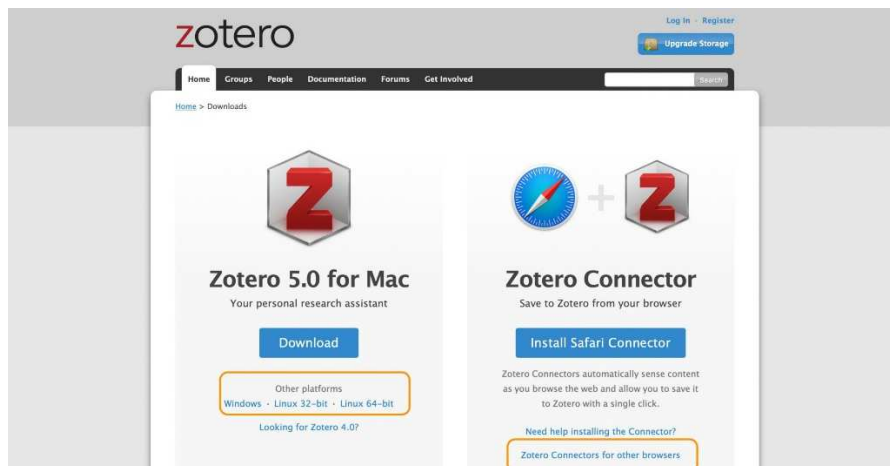 zotero
Log In · Register
Upgrade Storage
Home Groups People Documentation Forums Get Involved
Search
Home > Downloads
Zotero 5.0 for Mac
Your personal research assistant
Download
Other platforms
Windows · Linux 32-bit · Linux 64-bit
Looking for Zotero 4.0?
Zotero Connector
Save to Zotero from your browser
Install Safari Connector
Zotero Connectors automatically sense content
as you browse the web and allow you to save it
to Zotero with a single click.
Need help installing the Connector?
Zotero Connectors for other browsers